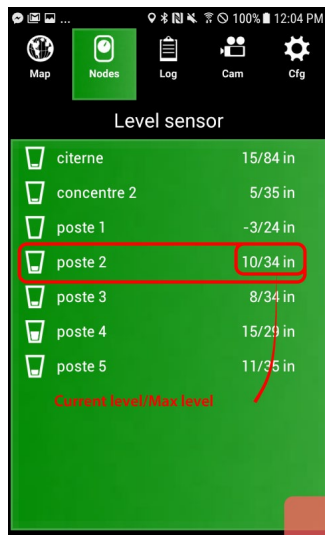 ... 100% 12:04 PM
Map Nodes Log Cam Cfg
Level sensor
citerne 15/84 in
concentre 2 5/35 in
poste 1 -3/24 in
poste 2 10/34 in
poste 3 8/34 in
poste 4 15/29 in
poste 5 11/35 in
Current level/Max level